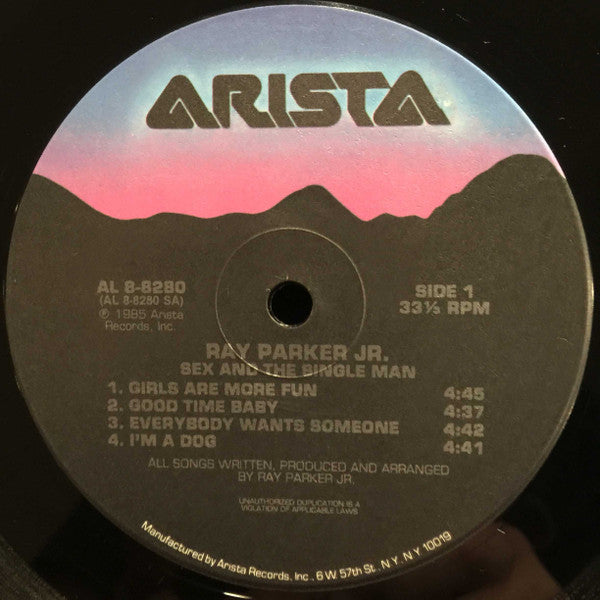 ARISTA
AL 8-8280
(AL 8-8280 SA)
℗ 1985 Arista
Records, Inc.
SIDE 1
33⅓ RPM
RAY PARKER JR.
SEX AND THE SINGLE MAN
1. GIRLS ARE MORE FUN 4:45
2. GOOD TIME BABY 4:37
3. EVERYBODY WANTS SOMEONE 4:42
4. I'M A DOG 4:41
ALL SONGS WRITTEN, PRODUCED AND ARRANGED
BY RAY PARKER JR.
UNAUTHORIZED DUPLICATION IS A
VIOLATION OF APPLICABLE LAWS
Manufactured by Arista Records, Inc., 6 W 57th St., N.Y. N.Y 10019